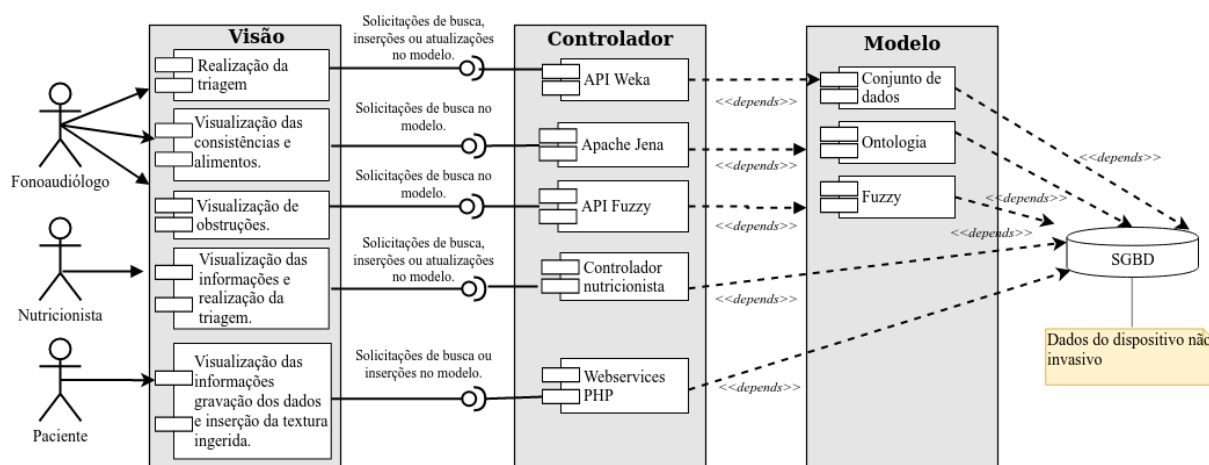 Visão
Realização da
triagem
Visualização das
consistências e
alimentos.
Visualização de
obstruções.
Visualização das
informações e
realização da
triagem.
Visualização das
informações
gravação dos dados
e inserção da textura
ingerida.
Fonoaudiólogo
Nutricionista
Paciente
Solicitações de busca,
inserções ou atualizações
no modelo.
Solicitações de busca no
modelo.
Solicitações de busca no
modelo.
Solicitações de busca,
inserções ou atualizações
no modelo.
Solicitações de busca ou
inserções no modelo.
Controlador
API Weka
Apache Jena
API Fuzzy
Controlador
nutricionista
Webservices
PHP
<<depends>>
<<depends>>
<<depends>>
<<depends>>
<<depends>>
Modelo
Conjunto de
dados
Ontologia
Fuzzy
<<depends>>
<<depends>>
<<depends>>
SGBD
Dados do dispositivo não
invasivo